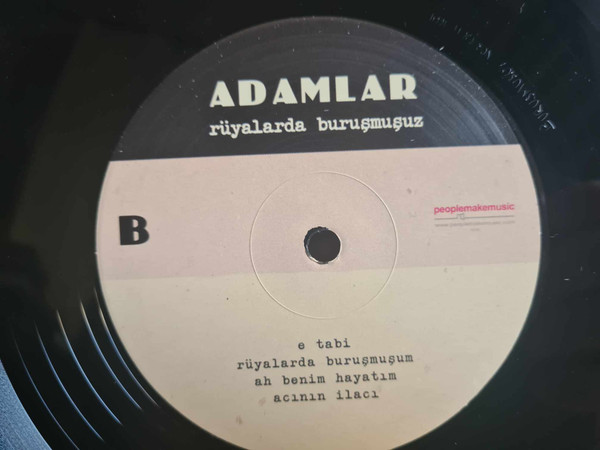 ADAMLAR
rüyalarda buruşmuşuz
B
peoplemakemusic
e tabi
rüyalarda buruşmuşum
ah benim hayatım
acının ilacı